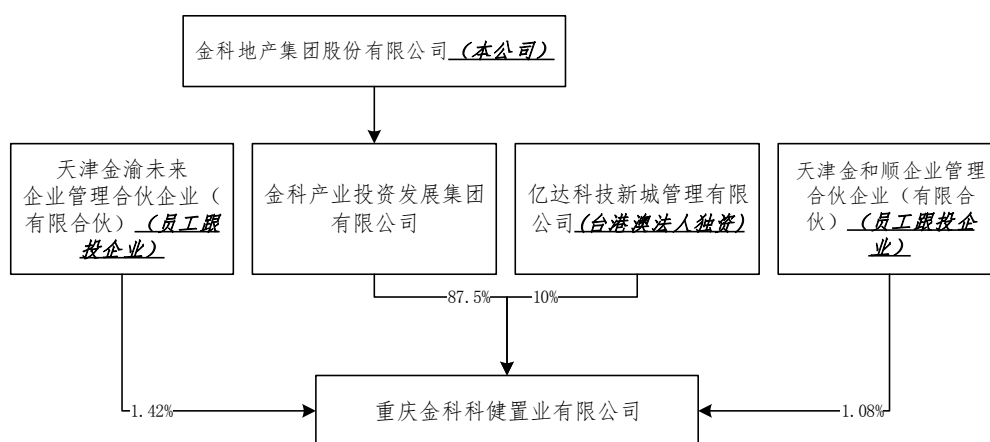 金科地产集团股份有限公司（本公司）
天津金渝未来
企业管理合伙企业（
有限合伙）（员工跟
投企业）
金科产业投资发展集团
有限公司
亿达科技新城管理有限
公司(台港澳法人独资)
天津金和顺企业管理
合伙企业（有限合
伙）（员工跟投企
业）
87.5%
10%
1.42%
重庆金科科健置业有限公司
1.08%